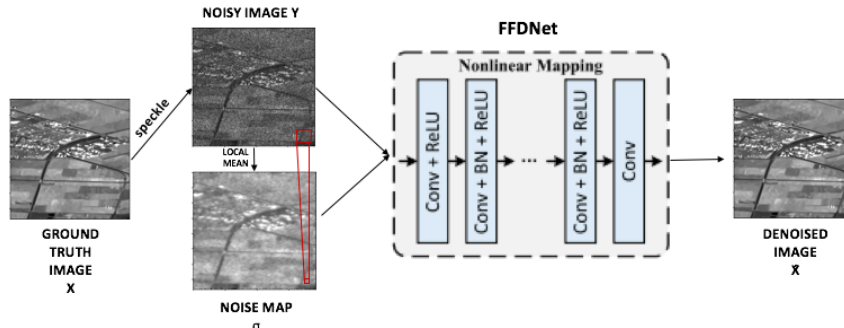 NOISY IMAGE Y
FFDNet
Nonlinear Mapping
speckle
LOCAL
MEAN
Conv + ReLU
Conv + BN + ReLU
...
Conv + BN + ReLU
Conv
GROUND
TRUTH
IMAGE
X
NOISE MAP
σ
DENOISED
IMAGE
X̂